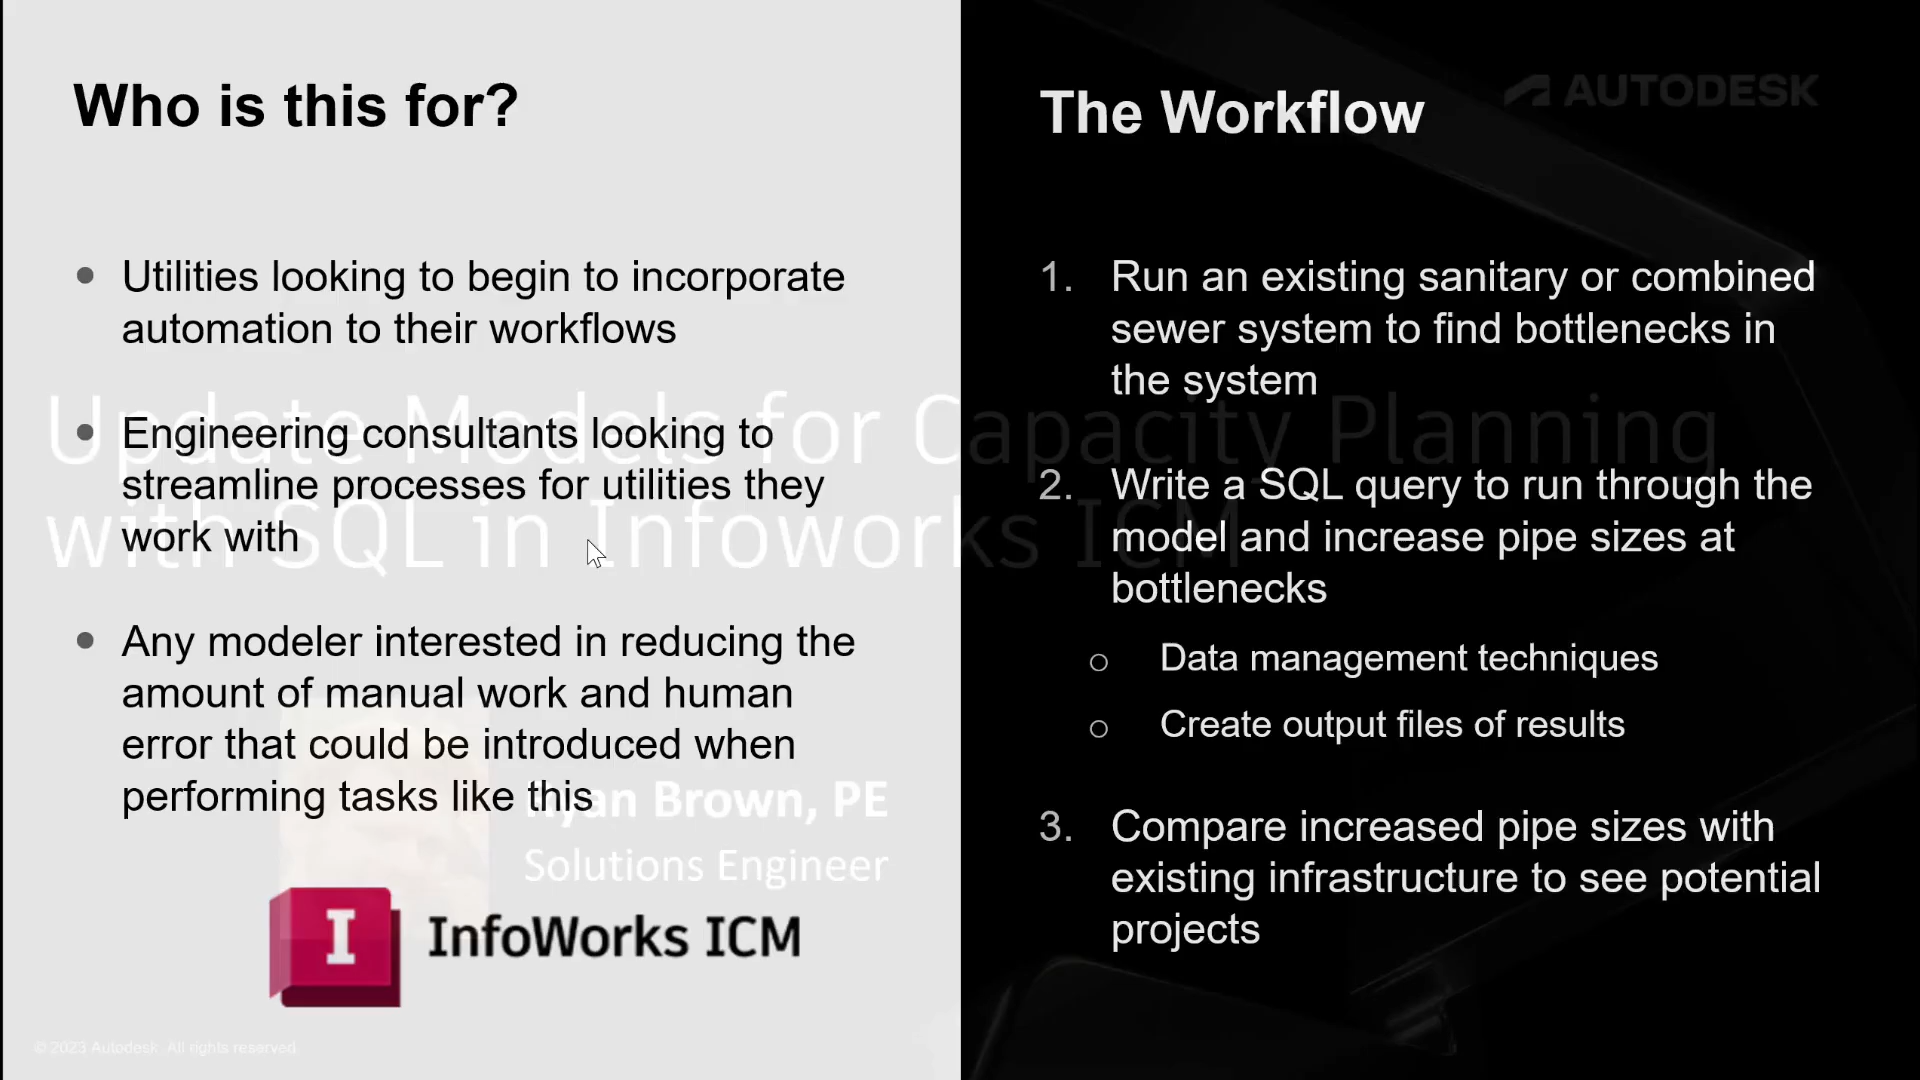 Who is this for?
Utilities looking to begin to incorporate
automation to their workflows
Engineering consultants looking to
streamline processes for utilities they
work with
Any modeler interested in reducing the
amount of manual work and human
error that could be introduced when
performing tasks like this
I
InfoWorks ICM
AUTODESK
The Workflow
1. Run an existing sanitary or combined
sewer system to find bottlenecks in
the system
2. Write a SQL query to run through the
model and increase pipe sizes at
bottlenecks
○ Data management techniques
○ Create output files of results
3. Compare increased pipe sizes with
existing infrastructure to see potential
projects
Update Models for Capacity Planning
with SQL in Infoworks ICM
Ryan Brown, PE
Solutions Engineer
© 2023 Autodesk. All rights reserved.